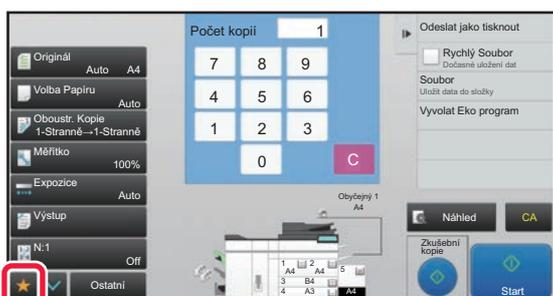 Originál
Auto A4
Volba Papíru
Auto
Oboustr. Kopie
1-Stranně→1-Stranně
Měřítko
100%
Expozice
Auto
Výstup
N:1
Off
Ostatní
Počet kopií 1
7 8 9
4 5 6
1 2 3
0 C
Obyčejný 1
A4
1 2 5
A4 A4
3 B4
4 A3 A4
Odeslat jako tisknout
Rychlý Soubor
Dočasné uložení dat
Soubor
Uložit data do složky
Vyvolat Eko program
Náhled CA
Zkušební
kopie
Start